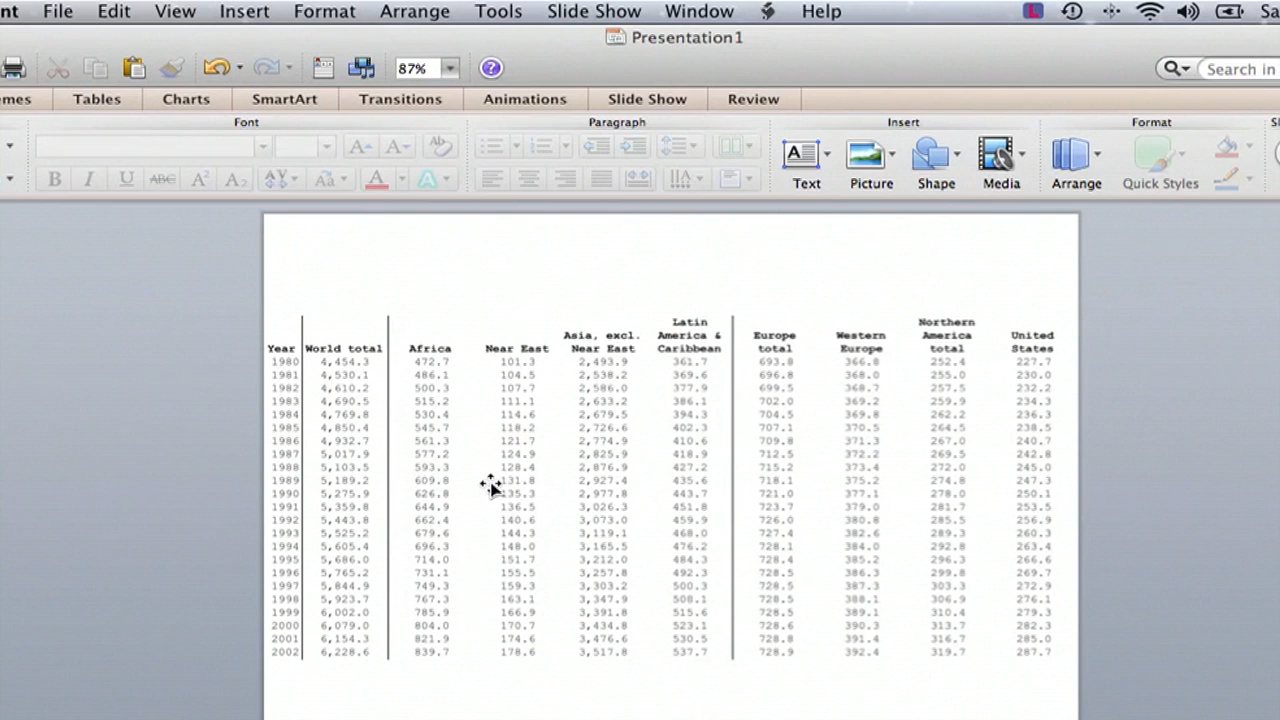 nt File Edit View Insert Format Arrange Tools Slide Show Window Help Sa
Presentation1
87% ? Search in
emes Tables Charts SmartArt Transitions Animations Slide Show Review
Font Paragraph Insert Format
Text Picture Shape Media Arrange Quick Styles
Latin Northern
Asia, excl. America & Europe Western America United
Year World total Africa Near East Near East Caribbean total Europe total States
1980 4,454.3 472.7 101.3 2,493.9 361.7 693.8 366.8 252.4 227.7
1981 4,530.1 486.1 104.5 2,538.2 369.6 696.8 368.0 255.0 230.0
1982 4,610.2 500.3 107.7 2,586.0 377.9 699.5 368.7 257.5 232.2
1983 4,690.5 515.2 111.1 2,633.2 386.1 702.0 369.2 259.9 234.3
1984 4,769.8 530.4 114.6 2,679.5 394.3 704.5 369.8 262.2 236.3
1985 4,850.4 545.7 118.2 2,726.6 402.3 707.1 370.5 264.5 238.5
1986 4,932.7 561.3 121.7 2,774.9 410.6 709.8 371.3 267.0 240.7
1987 5,017.9 577.2 124.9 2,825.9 418.9 712.5 372.2 269.5 242.8
1988 5,103.5 593.3 128.4 2,876.9 427.2 715.2 373.4 272.0 245.0
1989 5,189.2 609.8 131.8 2,927.4 435.6 718.1 375.2 274.8 247.3
1990 5,275.9 626.8 135.3 2,977.8 443.7 721.0 377.1 278.0 250.1
1991 5,359.8 644.9 136.5 3,026.3 451.8 723.7 379.0 281.7 253.5
1992 5,443.8 662.4 140.6 3,073.0 459.9 726.0 380.8 285.5 256.9
1993 5,525.2 679.6 144.3 3,119.1 468.0 727.4 382.6 289.3 260.3
1994 5,605.4 696.3 148.0 3,165.5 476.2 728.1 384.0 292.8 263.4
1995 5,686.0 714.0 151.7 3,212.0 484.3 728.4 385.2 296.3 266.6
1996 5,765.2 731.1 155.5 3,257.8 492.3 728.5 386.3 299.8 269.7
1997 5,844.9 749.3 159.3 3,303.2 500.3 728.5 387.3 303.3 272.9
1998 5,923.7 767.3 163.1 3,347.9 508.1 728.5 388.1 306.9 276.1
1999 6,002.0 785.9 166.9 3,391.8 515.6 728.5 389.1 310.4 279.3
2000 6,079.0 804.0 170.7 3,434.8 523.1 728.6 390.3 313.7 282.3
2001 6,154.3 821.9 174.6 3,476.6 530.5 728.8 391.4 316.7 285.0
2002 6,228.6 839.7 178.6 3,517.8 537.7 728.9 392.4 319.7 287.7